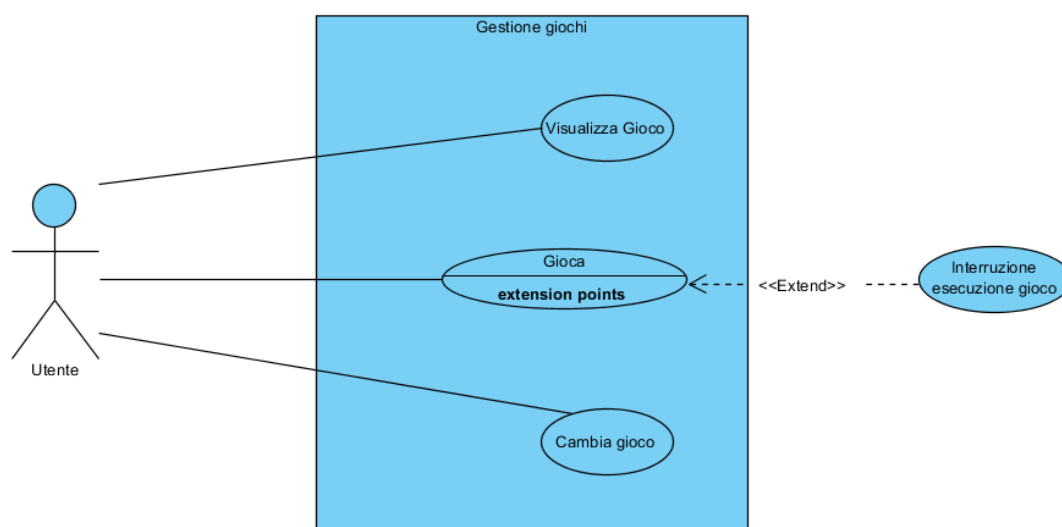 Gestione giochi
Visualizza Gioco
Gioca
extension points
<<Extend>>
Interruzione
esecuzione gioco
Utente
Cambia gioco